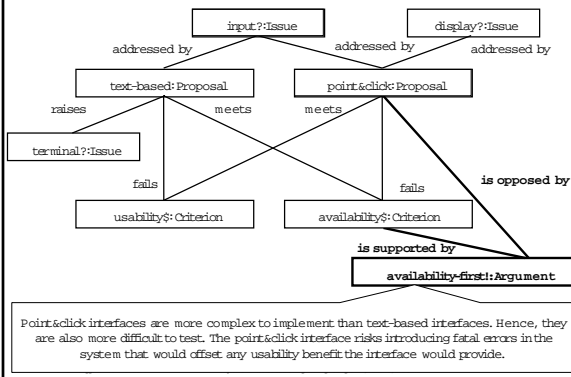 input?:Issue
display?:Issue
addressed by
addressed by
addressed by
text-based:Proposal
point&click:Proposal
raises
meets
meets
terminal?:Issue
is opposed by
fails
fails
usability$:Criterion
availability$:Criterion
is supported by
availability-first!:Argument
Point&click interfaces are more complex to implement than text-based interfaces. Hence, they
are also more difficult to test. The point&click interface risks introducing fatal errors in the
system that would offset any usability benefit the interface would provide.